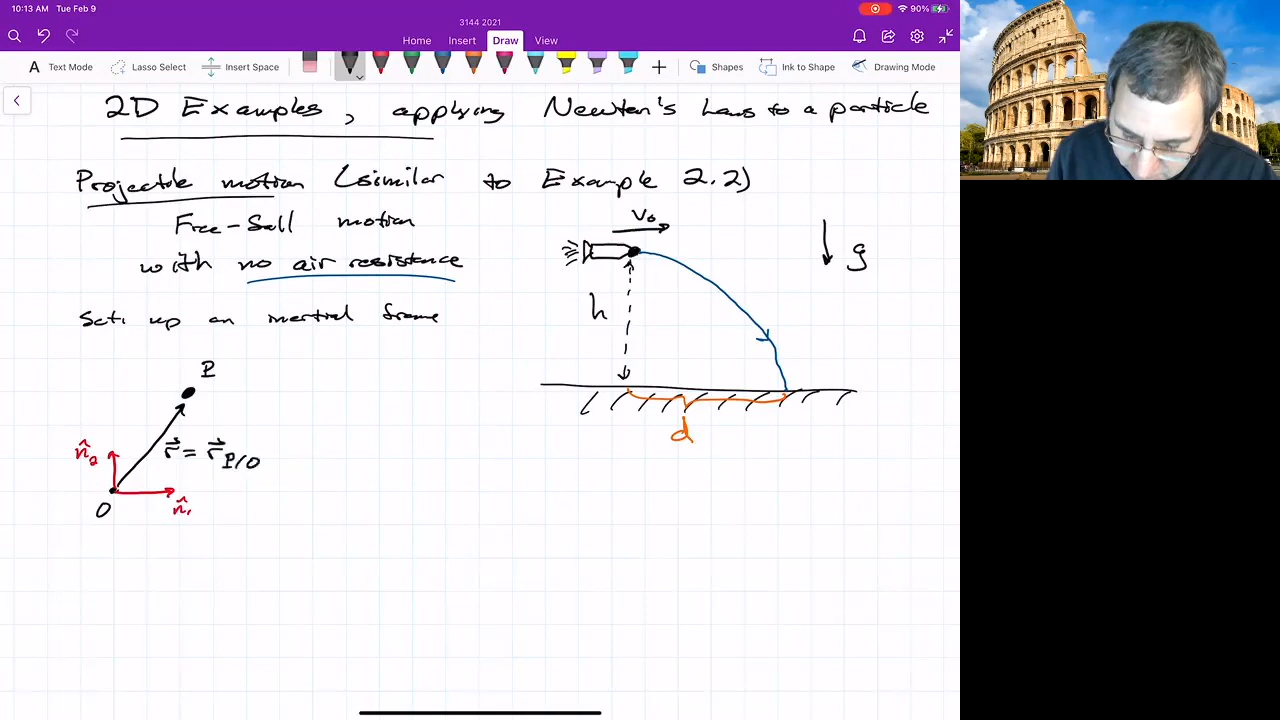 10:13 AM Tue Feb 9
90%
3144 2021
Home Insert Draw View
Text Mode Lasso Select Insert Space Shapes Ink to Shape Drawing Mode
2D Examples, applying Newton's Laws to a particle
Projectile motion (similar to Example 2.2)
Free-fall motion
with no air resistance
Set up an inertial frame
v₀
g
h
d
P
r⃗ = r⃗ P/O
n̂₂
O
n̂₁